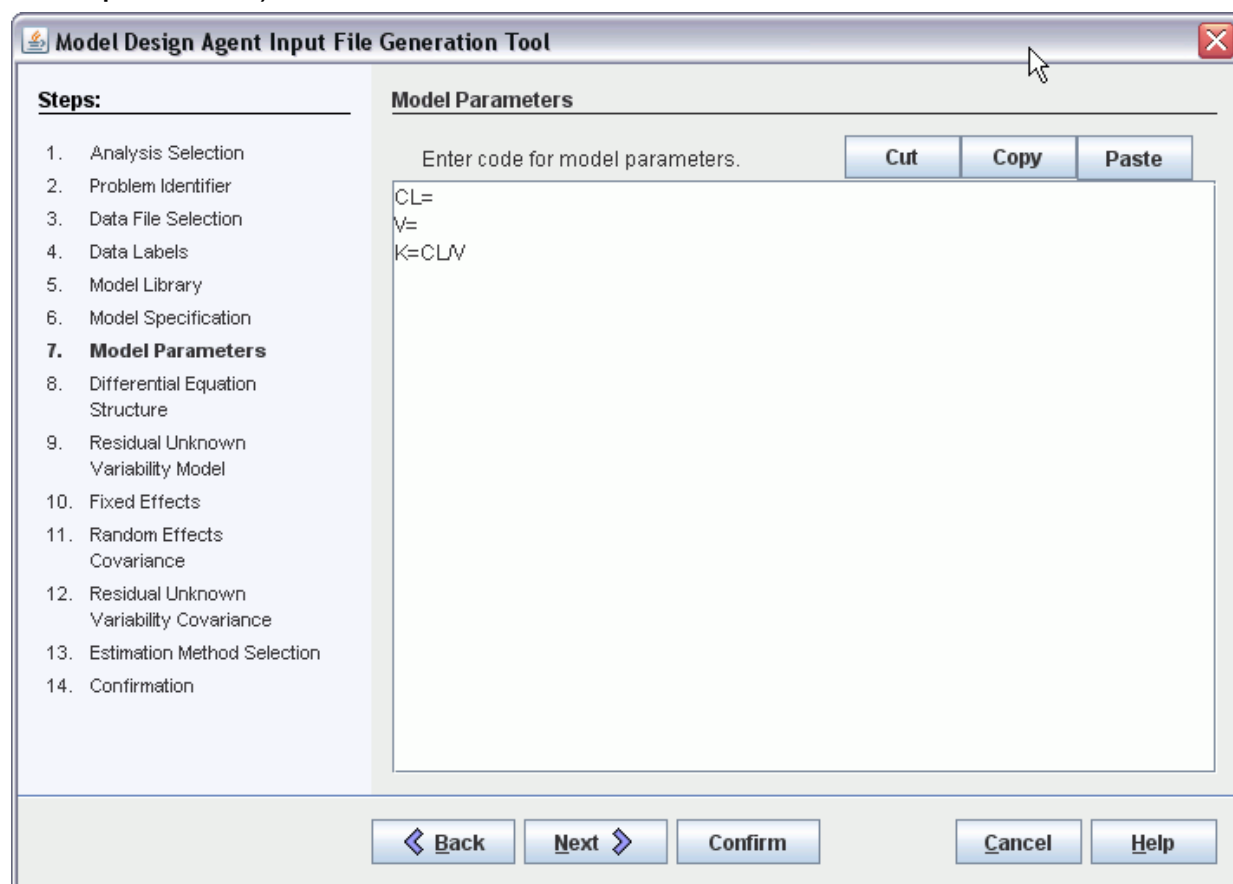 Model Design Agent Input File Generation Tool
Steps:
1. Analysis Selection
2. Problem Identifier
3. Data File Selection
4. Data Labels
5. Model Library
6. Model Specification
7. Model Parameters
8. Differential Equation
Structure
9. Residual Unknown
Variability Model
10. Fixed Effects
11. Random Effects
Covariance
12. Residual Unknown
Variability Covariance
13. Estimation Method Selection
14. Confirmation
Model Parameters
Enter code for model parameters.
Cut Copy Paste
CL=
V=
K=CL/V
Back Next Confirm Cancel Help